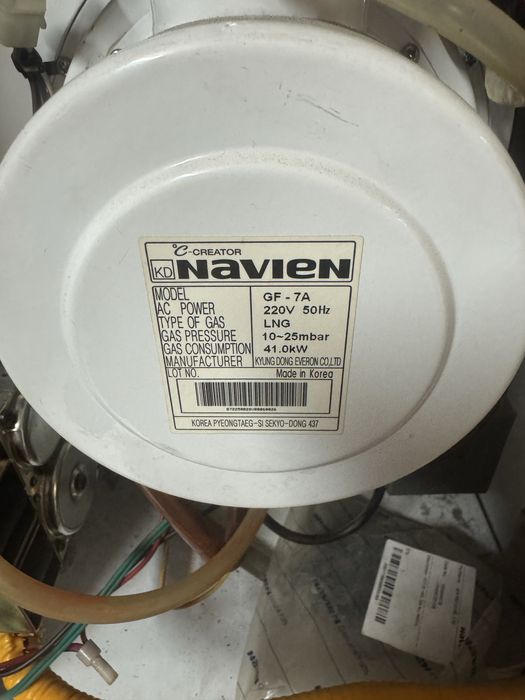 ℃-CREATOR
KD NAVIEN
MODEL GF - 7A
AC POWER 220V 50Hz
TYPE OF GAS LNG
GAS PRESSURE 10~25mbar
GAS CONSUMPTION 41.0kW
MANUFACTURER KYUNG DONG EVERON CO.,LTD
LOT NO. Made in Korea
KOREA PYEONGTAEG-SI SEKYO-DONG 437